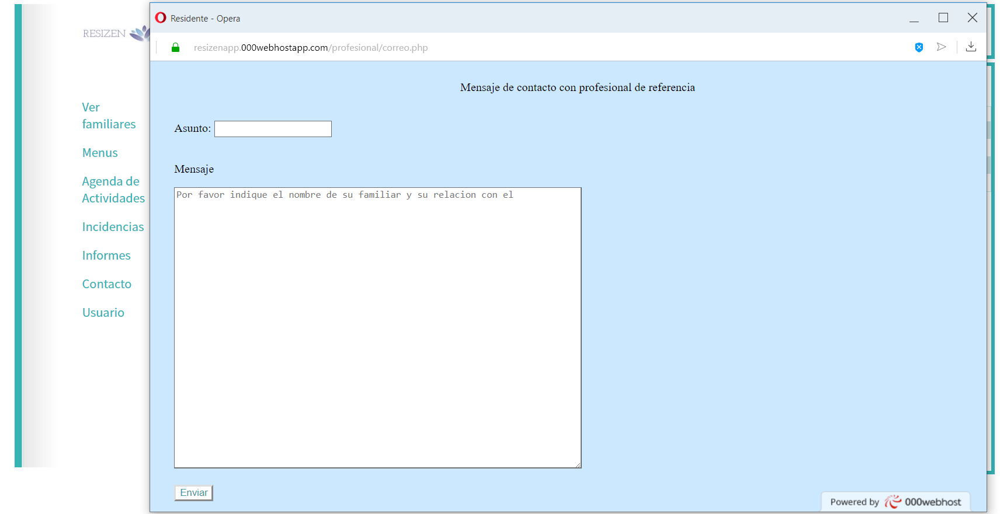 Residente - Opera
resizenapp.000webhostapp.com/profesional/correo.php
RESIZEN
Ver
familiares
Menus
Agenda de
Actividades
Incidencias
Informes
Contacto
Usuario
Mensaje de contacto con profesional de referencia
Asunto:
Mensaje
Por favor indique el nombre de su familiar y su relacion con el
Enviar
Powered by 000webhost